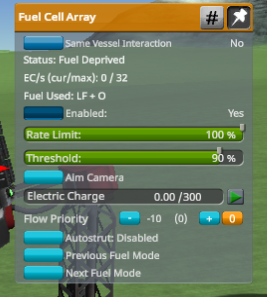 Fuel Cell Array #
Same Vessel Interaction No
Status: Fuel Deprived
EC/s (cur/max): 0 / 32
Fuel Used: LF + O
Enabled: Yes
Rate Limit: 100 %
Threshold: 90 %
Aim Camera
Electric Charge 0.00 /300
Flow Priority - -10 (0) + 0
Autostrut: Disabled
Previous Fuel Mode
Next Fuel Mode